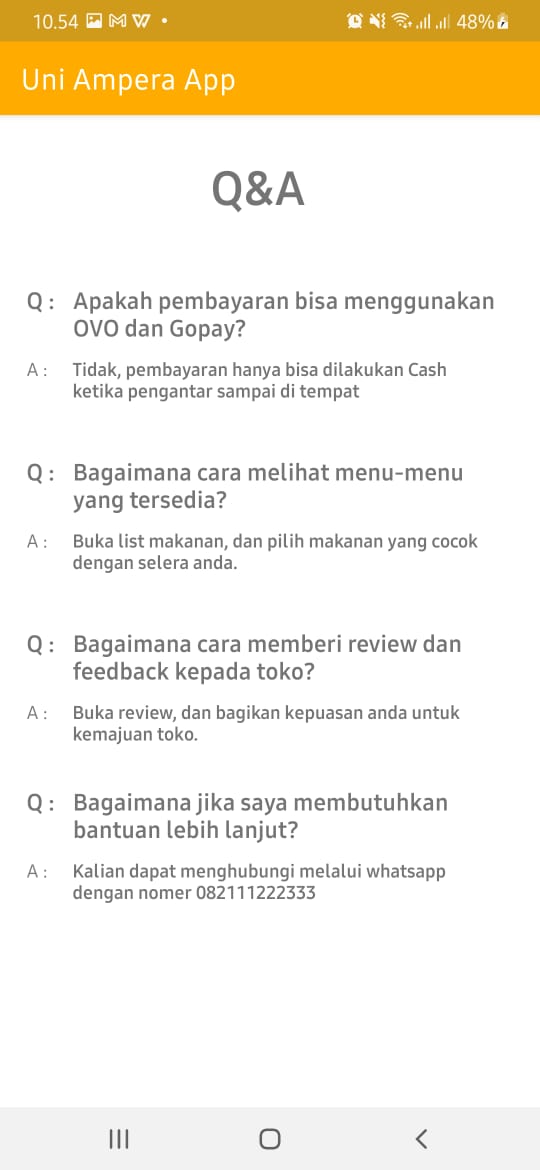 10.54
48%
Uni Ampera App
Q&A
Q : Apakah pembayaran bisa menggunakan
OVO dan Gopay?
A : Tidak, pembayaran hanya bisa dilakukan Cash
ketika pengantar sampai di tempat
Q : Bagaimana cara melihat menu-menu
yang tersedia?
A : Buka list makanan, dan pilih makanan yang cocok
dengan selera anda.
Q : Bagaimana cara memberi review dan
feedback kepada toko?
A : Buka review, dan bagikan kepuasan anda untuk
kemajuan toko.
Q : Bagaimana jika saya membutuhkan
bantuan lebih lanjut?
A : Kalian dapat menghubungi melalui whatsapp
dengan nomer 082111222333